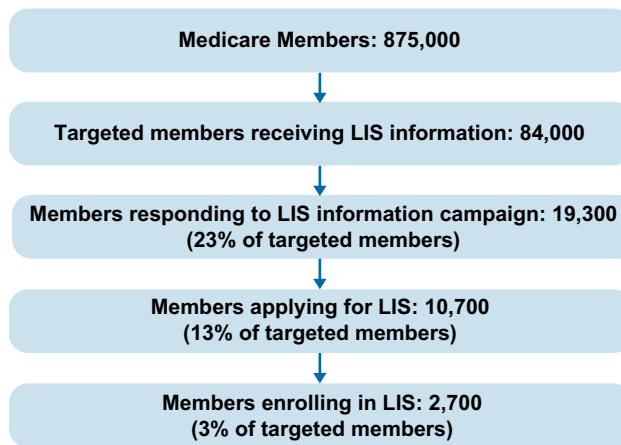 Medicare Members: 875,000
Targeted members receiving LIS information: 84,000
Members responding to LIS information campaign: 19,300
(23% of targeted members)
Members applying for LIS: 10,700
(13% of targeted members)
Members enrolling in LIS: 2,700
(3% of targeted members)